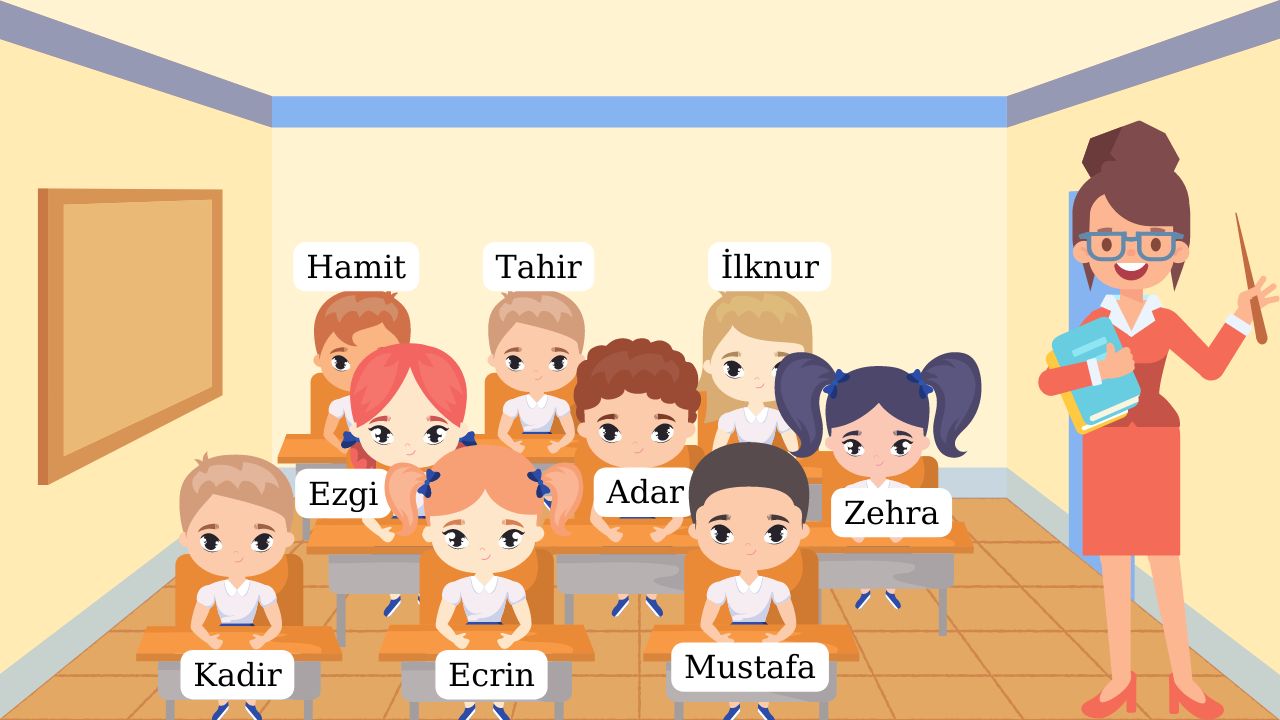 Hamit
Tahir
İlknur
Ezgi
Adar
Zehra
Kadir
Ecrin
Mustafa